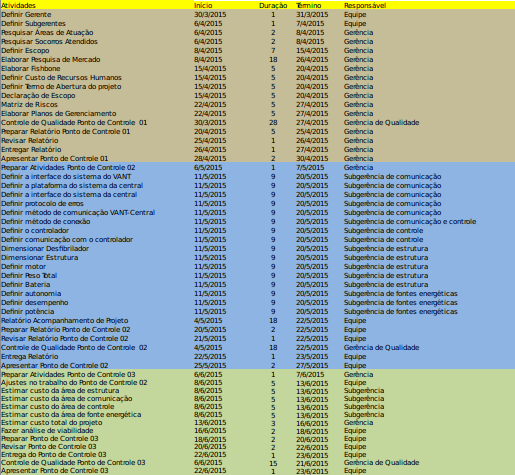 Atividades Início Duração Término Responsável
Definir Gerente 30/3/2015 1 31/3/2015 Equipe
Definir Subgerentes 6/4/2015 1 7/4/2015 Equipe
Pesquisar Áreas de Atuação 6/4/2015 2 8/4/2015 Gerência
Pesquisar Socorros Atendidos 6/4/2015 2 8/4/2015 Gerência
Definir Escopo 8/4/2015 7 15/4/2015 Gerência
Elaborar Pesquisa de Mercado 8/4/2015 18 26/4/2015 Gerência
Elaborar Fishbone 15/4/2015 5 20/4/2015 Gerência
Definir Custo de Recursos Humanos 15/4/2015 5 20/4/2015 Gerência
Definir Termo de Abertura do projeto 15/4/2015 5 20/4/2015 Gerência
Declaração de Escopo 15/4/2015 5 20/4/2015 Gerência
Matriz de Riscos 22/4/2015 5 27/4/2015 Gerência
Elaborar Planos de Gerenciamento 22/4/2015 5 27/4/2015 Gerência
Controle de Qualidade Ponto de Controle 01 30/3/2015 28 27/4/2015 Gerência de Qualidade
Preparar Relatório Ponto de Controle 01 20/4/2015 5 25/4/2015 Gerência
Revisar Relatório 25/4/2015 1 26/4/2015 Gerência
Entregar Relatório 26/4/2015 1 27/4/2015 Gerência
Apresentar Ponto de Controle 01 28/4/2015 2 30/4/2015 Gerência
Preparar Atividades Ponto de Controle 02 6/5/2015 1 7/5/2015 Gerência
Definir a interface do sistema do VANT 11/5/2015 9 20/5/2015 Subgerência de comunicação
Definir a plataforma do sistema da central 11/5/2015 9 20/5/2015 Subgerência de comunicação
Definir a interface do sistema da central 11/5/2015 9 20/5/2015 Subgerência de comunicação
Definir protocolo de erros 11/5/2015 9 20/5/2015 Subgerência de comunicação
Definir método de comunicação VANT-Central 11/5/2015 9 20/5/2015 Subgerência de comunicação
Definir método de conexão 11/5/2015 9 20/5/2015 Subgerência de comunicação e controle
Definir o controlador 11/5/2015 9 20/5/2015 Subgerência de controle
Definir comunicação com o controlador 11/5/2015 9 20/5/2015 Subgerência de controle
Dimensionar Desfibrilador 11/5/2015 9 20/5/2015 Subgerência de estrutura
Dimensionar Estrutura 11/5/2015 9 20/5/2015 Subgerência de estrutura
Definir motor 11/5/2015 9 20/5/2015 Subgerência de estrutura
Definir Peso Total 11/5/2015 9 20/5/2015 Subgerência de estrutura
Definir Bateria 11/5/2015 9 20/5/2015 Subgerência de estrutura
Definir autonomia 11/5/2015 9 20/5/2015 Subgerência de fontes energéticas
Definir desempenho 11/5/2015 9 20/5/2015 Subgerência de fontes energéticas
Definir potência 11/5/2015 9 20/5/2015 Subgerência de fontes energéticas
Relatório Acompanhamento de Projeto 4/5/2015 18 22/5/2015 Equipe
Preparar Relatório Ponto de Controle 02 20/5/2015 2 22/5/2015 Equipe
Revisar Relatório Ponto de Controle 02 21/5/2015 1 22/5/2015 Equipe
Controle de Qualidade Ponto de Controle 02 4/5/2015 18 22/5/2015 Gerência de Qualidade
Entrega Relatório 22/5/2015 1 23/5/2015 Equipe
Apresentar Ponto de Controle 02 25/5/2015 2 27/5/2015 Equipe
Preparar Atividades Ponto de Controle 03 6/6/2015 1 7/6/2015 Gerência
Ajustes no trabalho do Ponto de Controle 02 8/6/2015 5 13/6/2015 Equipe
Estimar custo da área de estrutura 8/6/2015 5 13/6/2015 Subgerência
Estimar custo da área de comunicação 8/6/2015 5 13/6/2015 Subgerência
Estimar custo da área de controle 8/6/2015 5 13/6/2015 Subgerência
Estimar custo da área de fonte energética 8/6/2015 5 13/6/2015 Subgerência
Estimar custo total do projeto 13/6/2015 3 16/6/2015 Gerência
Fazer análise de viabilidade 16/6/2015 2 18/6/2015 Equipe
Preparar Ponto de Controle 03 18/6/2015 2 20/6/2015 Equipe
Revisar Ponto de Controle 03 20/6/2015 2 22/6/2015 Equipe
Entrega do Ponto de Controle 03 22/6/2015 1 23/6/2015 Equipe
Controle de Qualidade Ponto de Controle 03 6/6/2015 15 21/6/2015 Gerência de Qualidade
Apresentar Ponto de Controle 03 22/6/2015 1 23/6/2015 Equipe